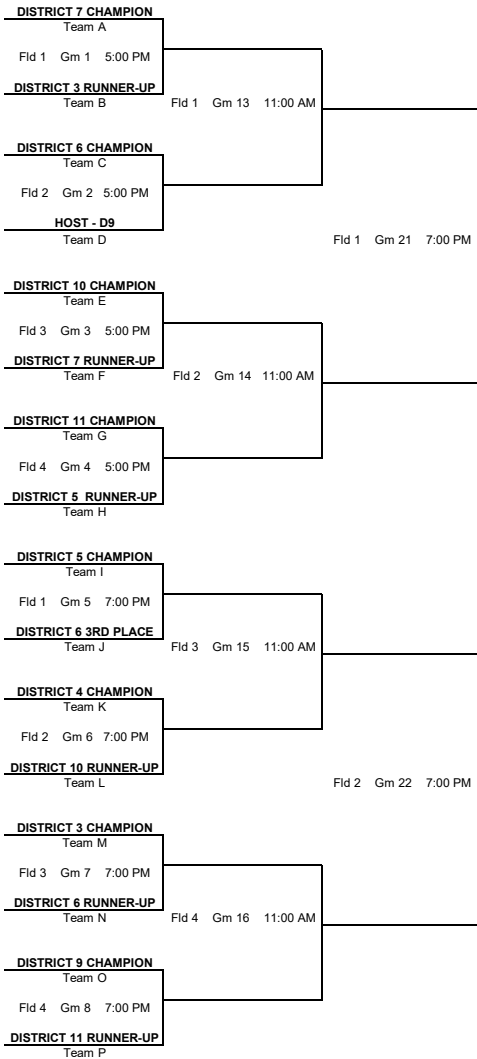 DISTRICT 7 CHAMPION
Team A
Fld 1 Gm 1 5:00 PM
DISTRICT 3 RUNNER-UP
Team B
Fld 1 Gm 13 11:00 AM
DISTRICT 6 CHAMPION
Team C
Fld 2 Gm 2 5:00 PM
HOST - D9
Team D
Fld 1 Gm 21 7:00 PM
DISTRICT 10 CHAMPION
Team E
Fld 3 Gm 3 5:00 PM
DISTRICT 7 RUNNER-UP
Team F
Fld 2 Gm 14 11:00 AM
DISTRICT 11 CHAMPION
Team G
Fld 4 Gm 4 5:00 PM
DISTRICT 5 RUNNER-UP
Team H
DISTRICT 5 CHAMPION
Team I
Fld 1 Gm 5 7:00 PM
DISTRICT 6 3RD PLACE
Team J
Fld 3 Gm 15 11:00 AM
DISTRICT 4 CHAMPION
Team K
Fld 2 Gm 6 7:00 PM
DISTRICT 10 RUNNER-UP
Team L
Fld 2 Gm 22 7:00 PM
DISTRICT 3 CHAMPION
Team M
Fld 3 Gm 7 7:00 PM
DISTRICT 6 RUNNER-UP
Team N
Fld 4 Gm 16 11:00 AM
DISTRICT 9 CHAMPION
Team O
Fld 4 Gm 8 7:00 PM
DISTRICT 11 RUNNER-UP
Team P